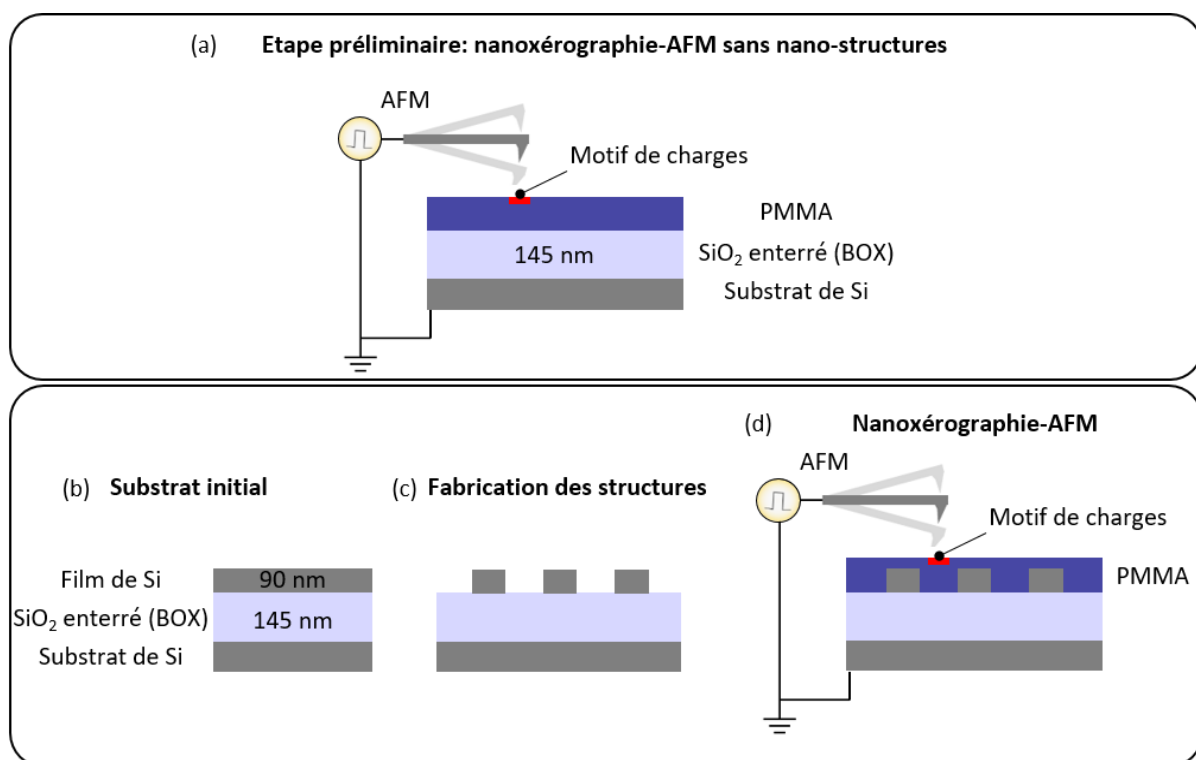 (a) Etape préliminaire: nanoxérographie-AFM sans nano-structures
AFM
Motif de charges
PMMA
145 nm SiO₂ enterré (BOX)
Substrat de Si
(d) Nanoxérographie-AFM
AFM
(b) Substrat initial (c) Fabrication des structures
Motif de charges
Film de Si 90 nm
PMMA
SiO₂ enterré (BOX) 145 nm
Substrat de Si